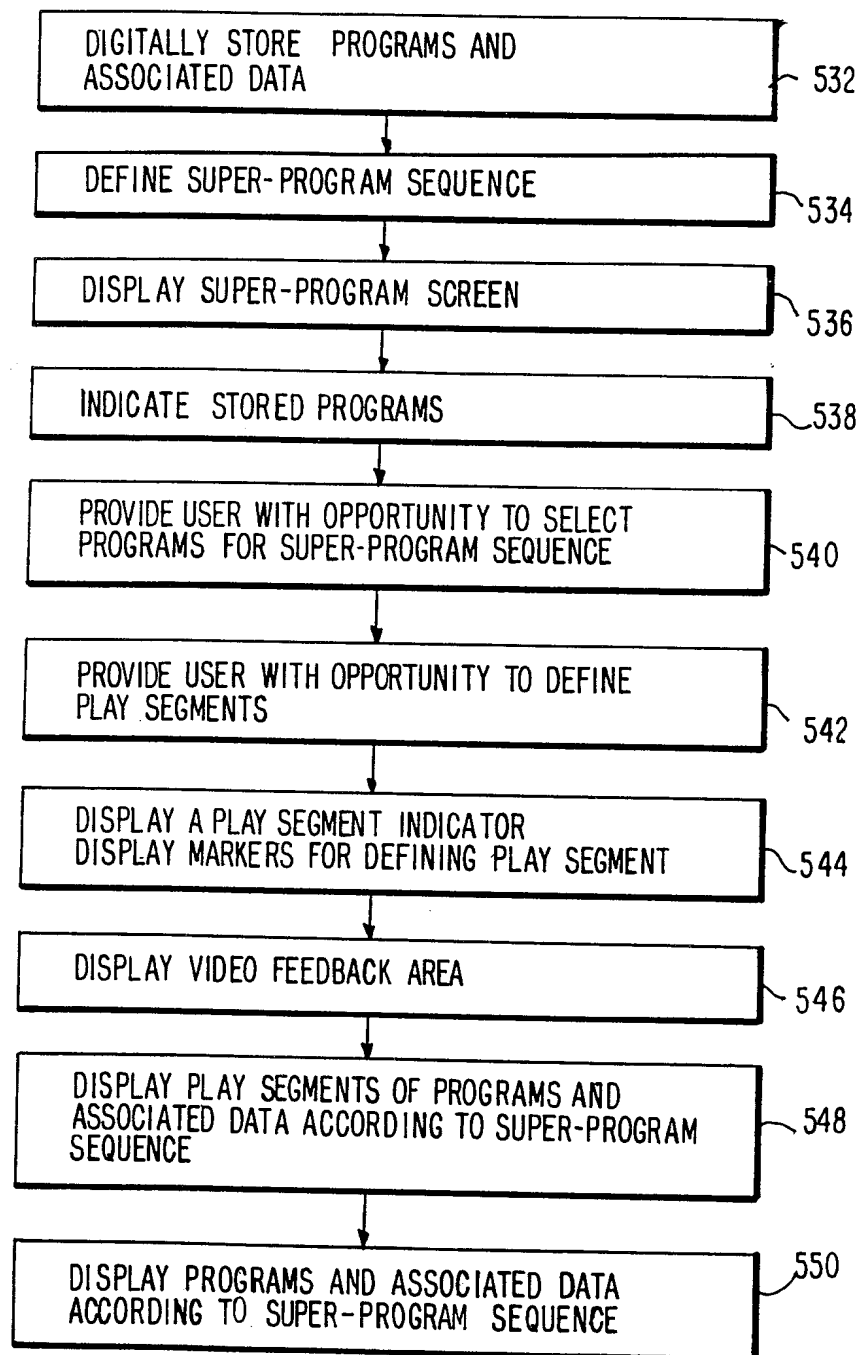 DIGITALLY STORE PROGRAMS AND
ASSOCIATED DATA
532
DEFINE SUPER-PROGRAM SEQUENCE
534
DISPLAY SUPER-PROGRAM SCREEN
536
INDICATE STORED PROGRAMS
538
PROVIDE USER WITH OPPORTUNITY TO SELECT
PROGRAMS FOR SUPER-PROGRAM SEQUENCE
540
PROVIDE USER WITH OPPORTUNITY TO DEFINE
PLAY SEGMENTS
542
DISPLAY A PLAY SEGMENT INDICATOR
DISPLAY MARKERS FOR DEFINING PLAY SEGMENT
544
DISPLAY VIDEO FEEDBACK AREA
546
DISPLAY PLAY SEGMENTS OF PROGRAMS AND
ASSOCIATED DATA ACCORDING TO SUPER-PROGRAM
SEQUENCE
548
DISPLAY PROGRAMS AND ASSOCIATED DATA
ACCORDING TO SUPER-PROGRAM SEQUENCE
550